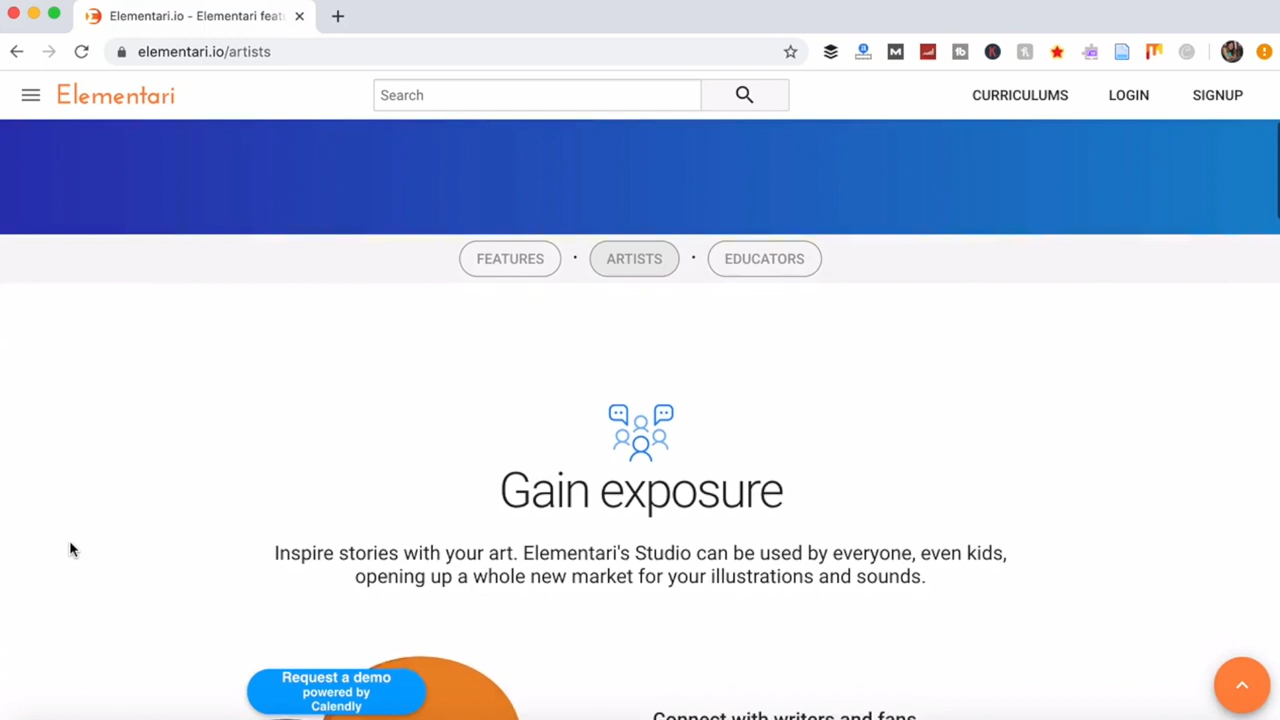 Elementari.io - Elementari feat
elementari.io/artists
Elementari
Search
CURRICULUMS
LOGIN
SIGNUP
FEATURES
ARTISTS
EDUCATORS
Gain exposure
Inspire stories with your art. Elementari's Studio can be used by everyone, even kids,
opening up a whole new market for your illustrations and sounds.
Request a demo
powered by
Calendly
Connect with writers and fans